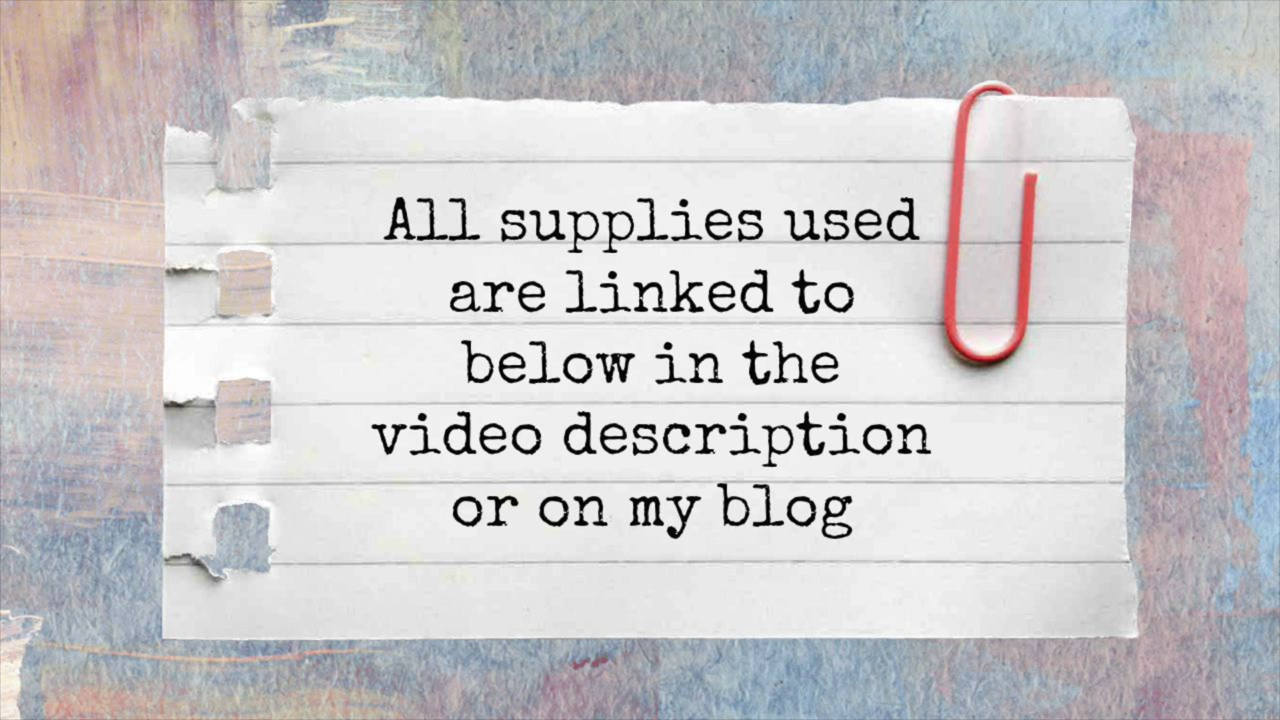 All supplies used
are linked to
below in the
video description
or on my blog